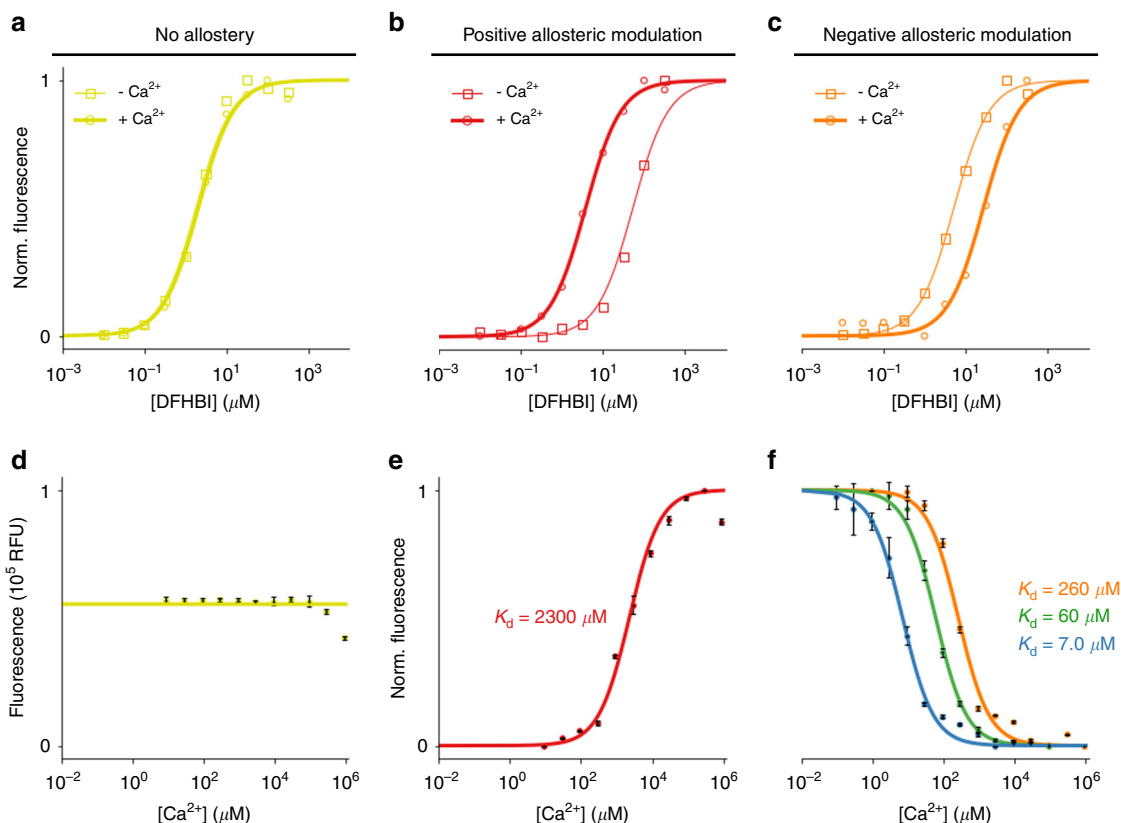 a
No allostery
1
- Ca²⁺
+ Ca²⁺
Norm. fluorescence
0
10⁻³ 10⁻¹ 10¹ 10³
[DFHBI] (μM)
b
Positive allosteric modulation
- Ca²⁺
+ Ca²⁺
10⁻³ 10⁻¹ 10¹ 10³
[DFHBI] (μM)
c
Negative allosteric modulation
- Ca²⁺
+ Ca²⁺
10⁻³ 10⁻¹ 10¹ 10³
[DFHBI] (μM)
d
1
Fluorescence (10⁵ RFU)
0
10⁻² 10⁰ 10² 10⁴ 10⁶
[Ca²⁺] (μM)
e
1
Norm. fluorescence
Kd = 2300 μM
0
10⁻² 10⁰ 10² 10⁴ 10⁶
[Ca²⁺] (μM)
f
Kd = 260 μM
Kd = 60 μM
Kd = 7.0 μM
10⁻² 10⁰ 10² 10⁴ 10⁶
[Ca²⁺] (μM)